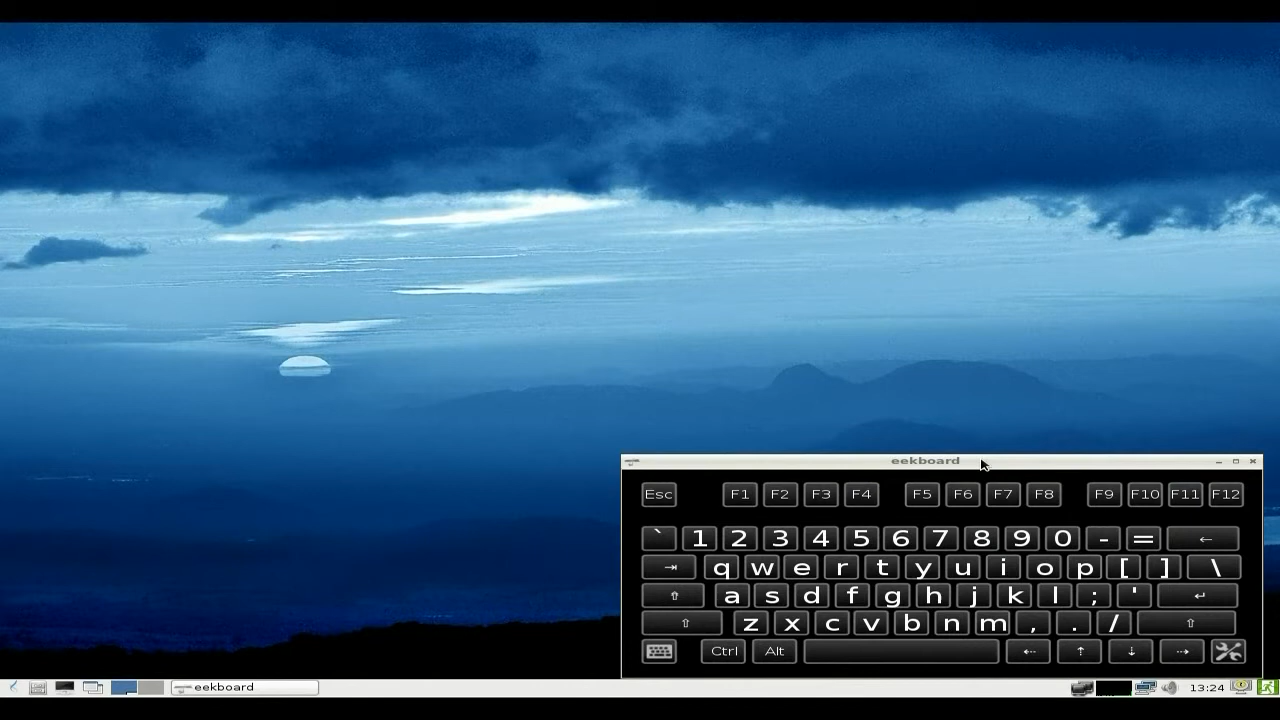 eekboard
Esc F1 F2 F3 F4 F5 F6 F7 F8 F9 F10 F11 F12
` 1 2 3 4 5 6 7 8 9 0 - = ←
⇥ q w e r t y u i o p [ ] \
⇧ a s d f g h j k l ; ' ↵
⇧ z x c v b n m , . / ⇧
Ctrl Alt ← ↑ ↓ →
eekboard 13:24